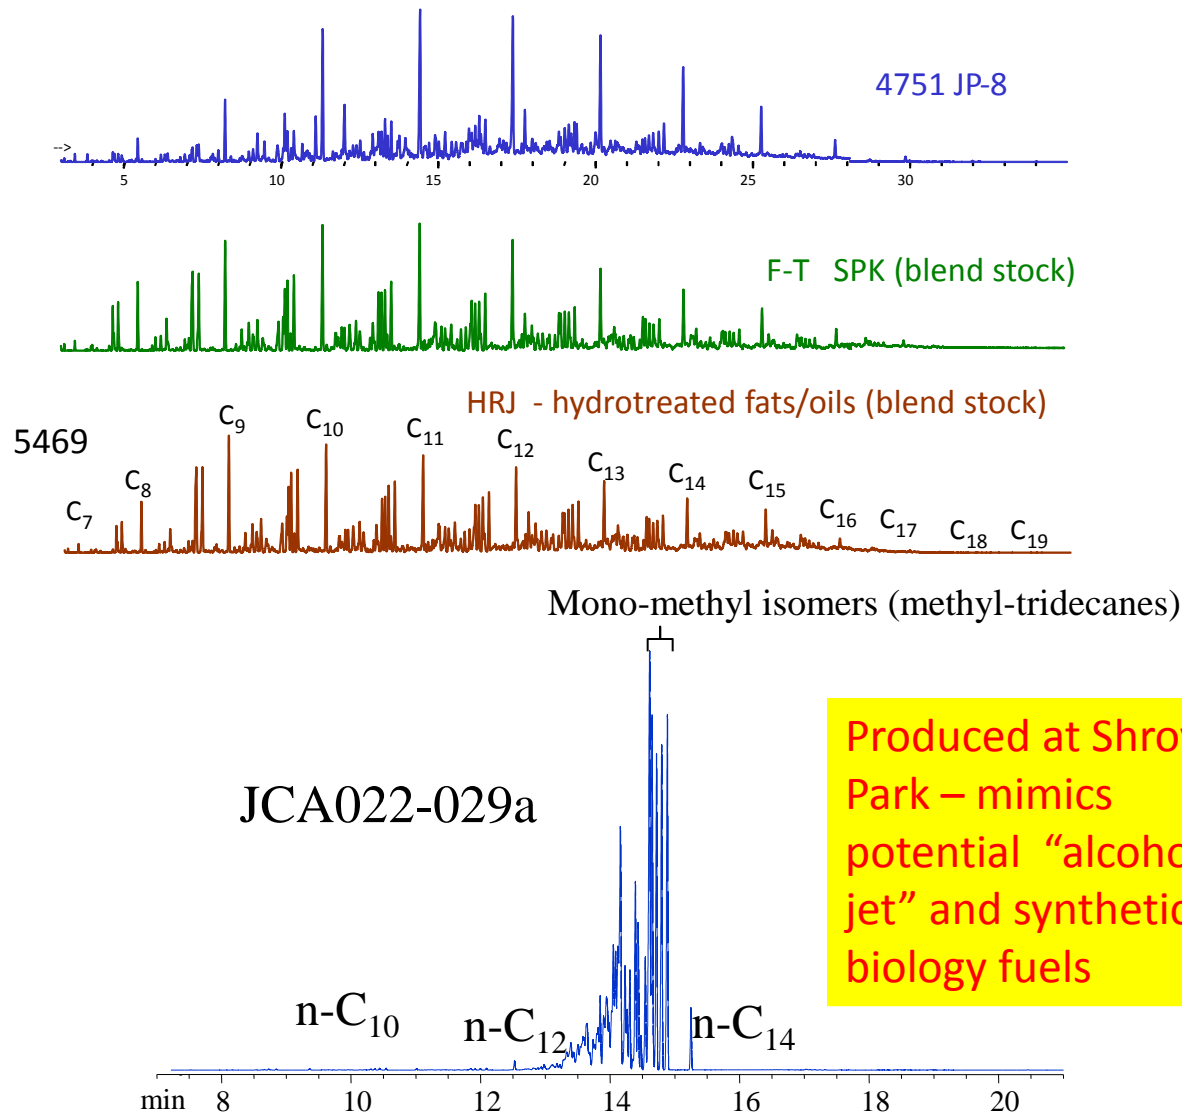 4751 JP-8
-->
5 10 15 20 25 30
F-T SPK (blend stock)
HRJ - hydrotreated fats/oils (blend stock)
5469
C7 C8 C9 C10 C11 C12 C13 C14 C15 C16 C17 C18 C19
Mono-methyl isomers (methyl-tridecanes)
Produced at Shro
Park – mimics
potential “alcoho
jet” and synthetic
biology fuels
JCA022-029a
n-C10 n-C12 n-C14
min 8 10 12 14 16 18 20